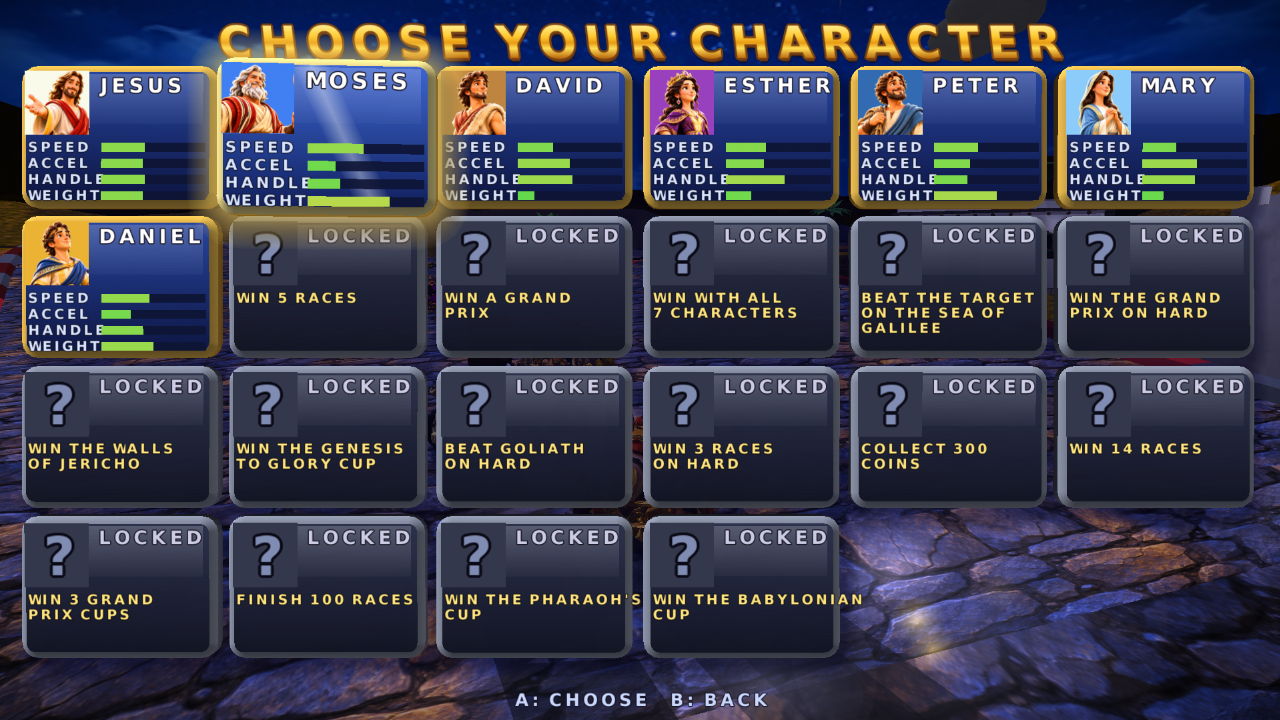 CHOOSE YOUR CHARACTER
JESUS
SPEED
ACCEL
HANDLE
WEIGHT
MOSES
SPEED
ACCEL
HANDLE
WEIGHT
DAVID
SPEED
ACCEL
HANDLE
WEIGHT
ESTHER
SPEED
ACCEL
HANDLE
WEIGHT
PETER
SPEED
ACCEL
HANDLE
WEIGHT
MARY
SPEED
ACCEL
HANDLE
WEIGHT
DANIEL
SPEED
ACCEL
HANDLE
WEIGHT
? LOCKED
WIN 5 RACES
? LOCKED
WIN A GRAND
PRIX
? LOCKED
WIN WITH ALL
7 CHARACTERS
? LOCKED
BEAT THE TARGET
ON THE SEA OF
GALILEE
? LOCKED
WIN THE GRAND
PRIX ON HARD
? LOCKED
WIN THE WALLS
OF JERICHO
? LOCKED
WIN THE GENESIS
TO GLORY CUP
? LOCKED
BEAT GOLIATH
ON HARD
? LOCKED
WIN 3 RACES
ON HARD
? LOCKED
COLLECT 300
COINS
? LOCKED
WIN 14 RACES
? LOCKED
WIN 3 GRAND
PRIX CUPS
? LOCKED
FINISH 100 RACES
? LOCKED
WIN THE PHARAOH'S
CUP
? LOCKED
WIN THE BABYLONIAN
CUP
A: CHOOSE B: BACK